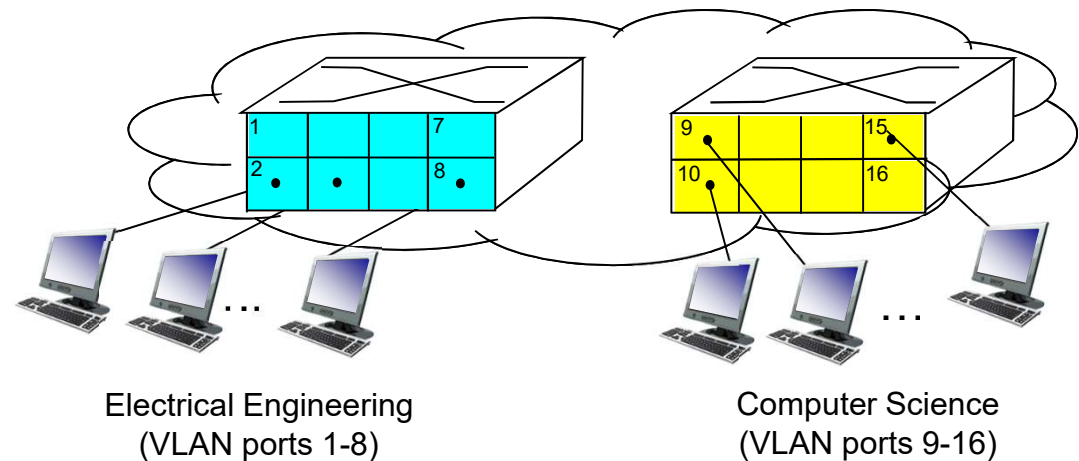 1
7
2
8
9
15
10
16
...
...
Electrical Engineering
(VLAN ports 1-8)
Computer Science
(VLAN ports 9-16)